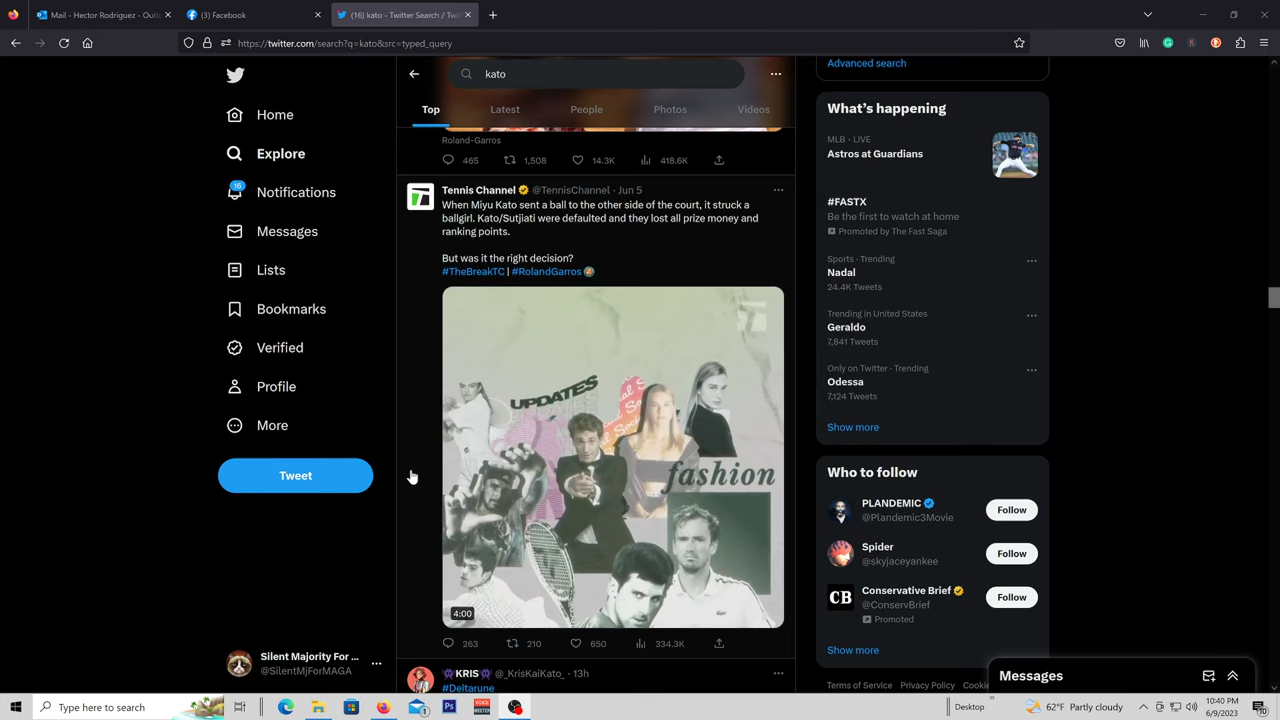 Mail - Hector Rodriguez - Outl
(3) Facebook
(16) kato - Twitter Search / Twi
https://twitter.com/search?q=kato&src=typed_query
kato
Top
Latest
People
Photos
Videos
Home
Explore
16
Notifications
Messages
Lists
Bookmarks
Verified
Profile
More
Tweet
Silent Majority For ...
@SilentMjForMAGA
Roland-Garros
465 1,508 14.3K 418.6K
Tennis Channel @TennisChannel · Jun 5
When Miyu Kato sent a ball to the other side of the court, it struck a
ballgirl. Kato/Sutjiati were defaulted and they lost all prize money and
ranking points.
But was it the right decision?
#TheBreakTC | #RolandGarros
UPDATES
fashion
4:00
263 210 650 334.3K
KRIS @_KrisKaiKato_ · 13h
#Deltarune
Advanced search
What's happening
MLB · LIVE
Astros at Guardians
#FASTX
Be the first to watch at home
Promoted by The Fast Saga
Sports · Trending
Nadal
24.4K Tweets
Trending in United States
Geraldo
7,841 Tweets
Only on Twitter · Trending
Odessa
7,124 Tweets
Show more
Who to follow
PLANDEMIC
@Plandemic3Movie
Follow
Spider
@skyjaceyankee
Follow
CB
Conservative Brief
@ConservBrief
Promoted
Follow
Show more
Terms of Service Privacy Policy Cookie
Messages
Type here to search
Desktop
62°F Partly cloudy
10:40 PM
6/9/2023